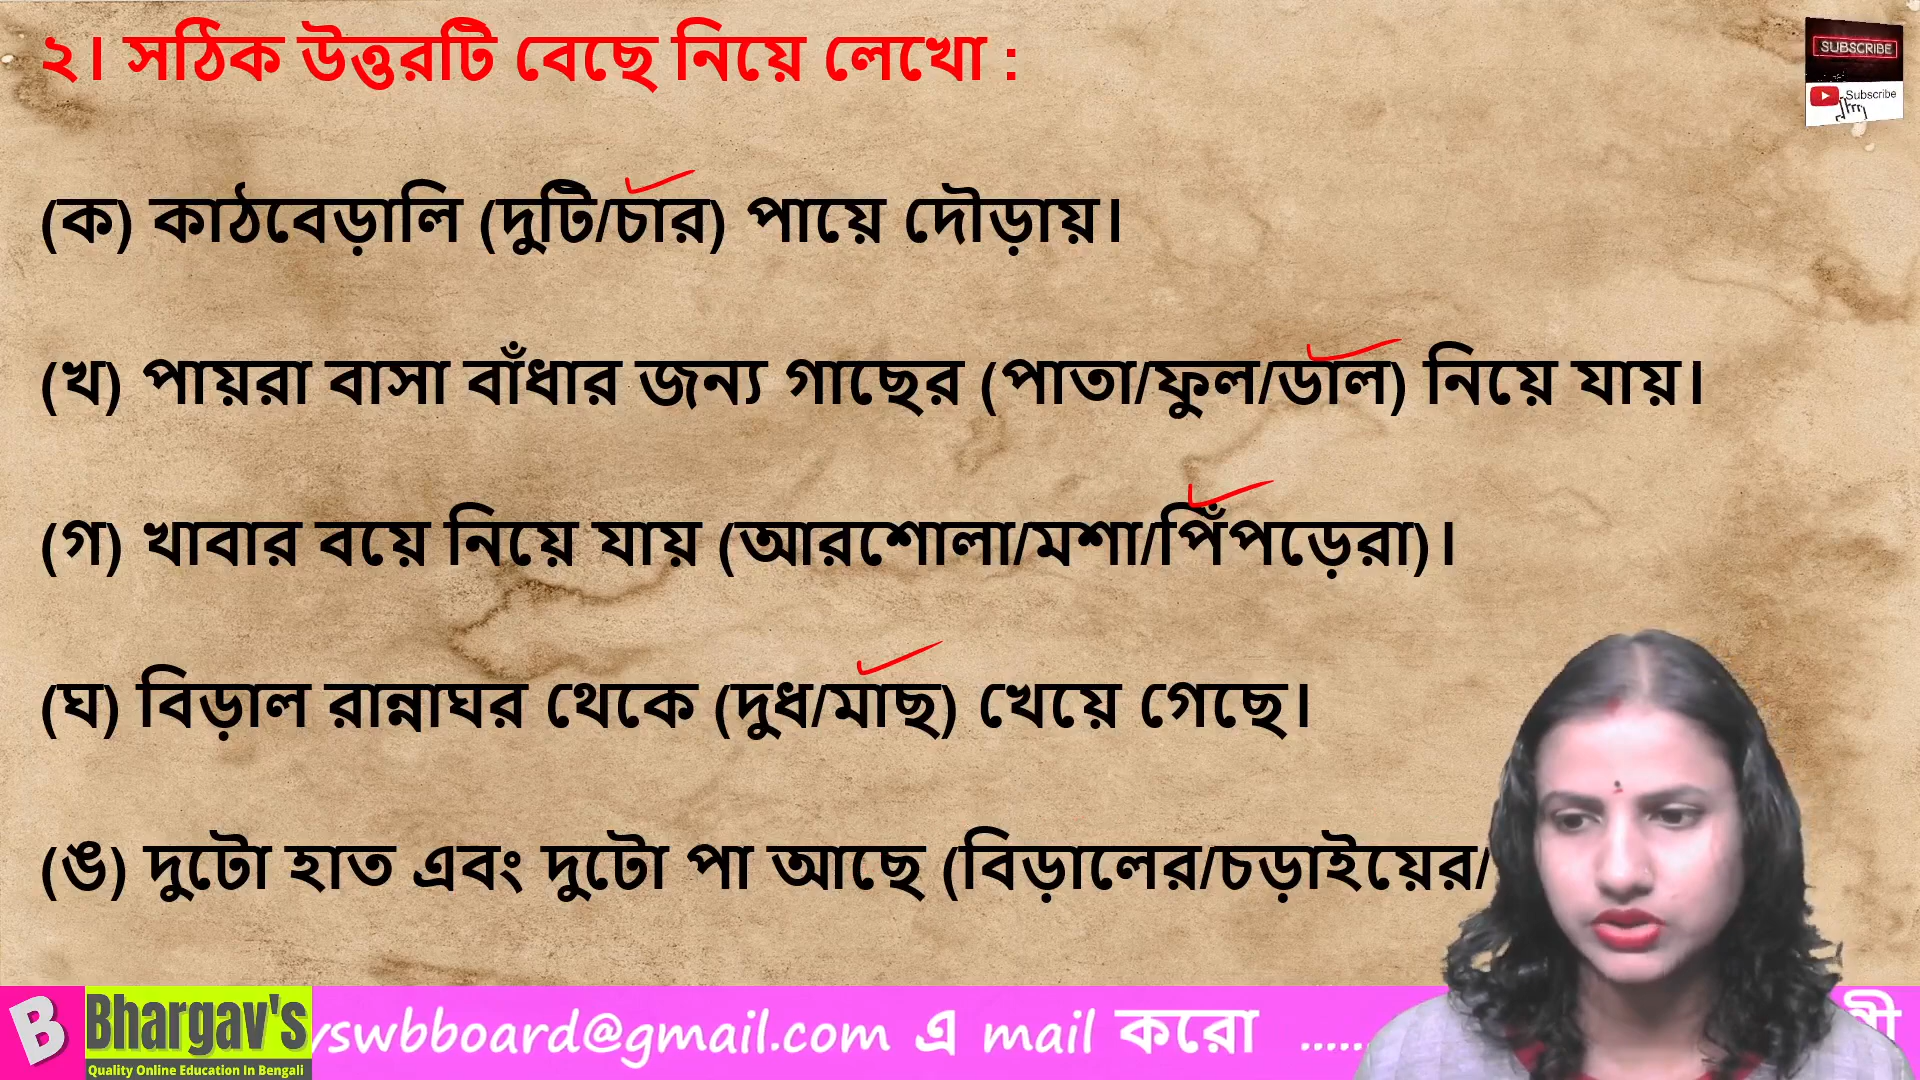 ২। সঠিক উত্তরটি বেছে নিয়ে লেখো :
SUBSCRIBE
Subscribe
(ক) কাঠবেড়ালি (দুটি/চার) পায়ে দৌড়ায়।
(খ) পায়রা বাসা বাঁধার জন্য গাছের (পাতা/ফুল/ডাল) নিয়ে যায়।
(গ) খাবার বয়ে নিয়ে যায় (আরশোলা/মশা/পিঁপড়েরা)।
(ঘ) বিড়াল রান্নাঘর থেকে (দুধ/মাছ) খেয়ে গেছে।
(ঙ) দুটো হাত এবং দুটো পা আছে (বিড়ালের/চড়াইয়ের/
B Bhargav's
Quality Online Education In Bengali
vswbboard@gmail.com এ mail করো ......